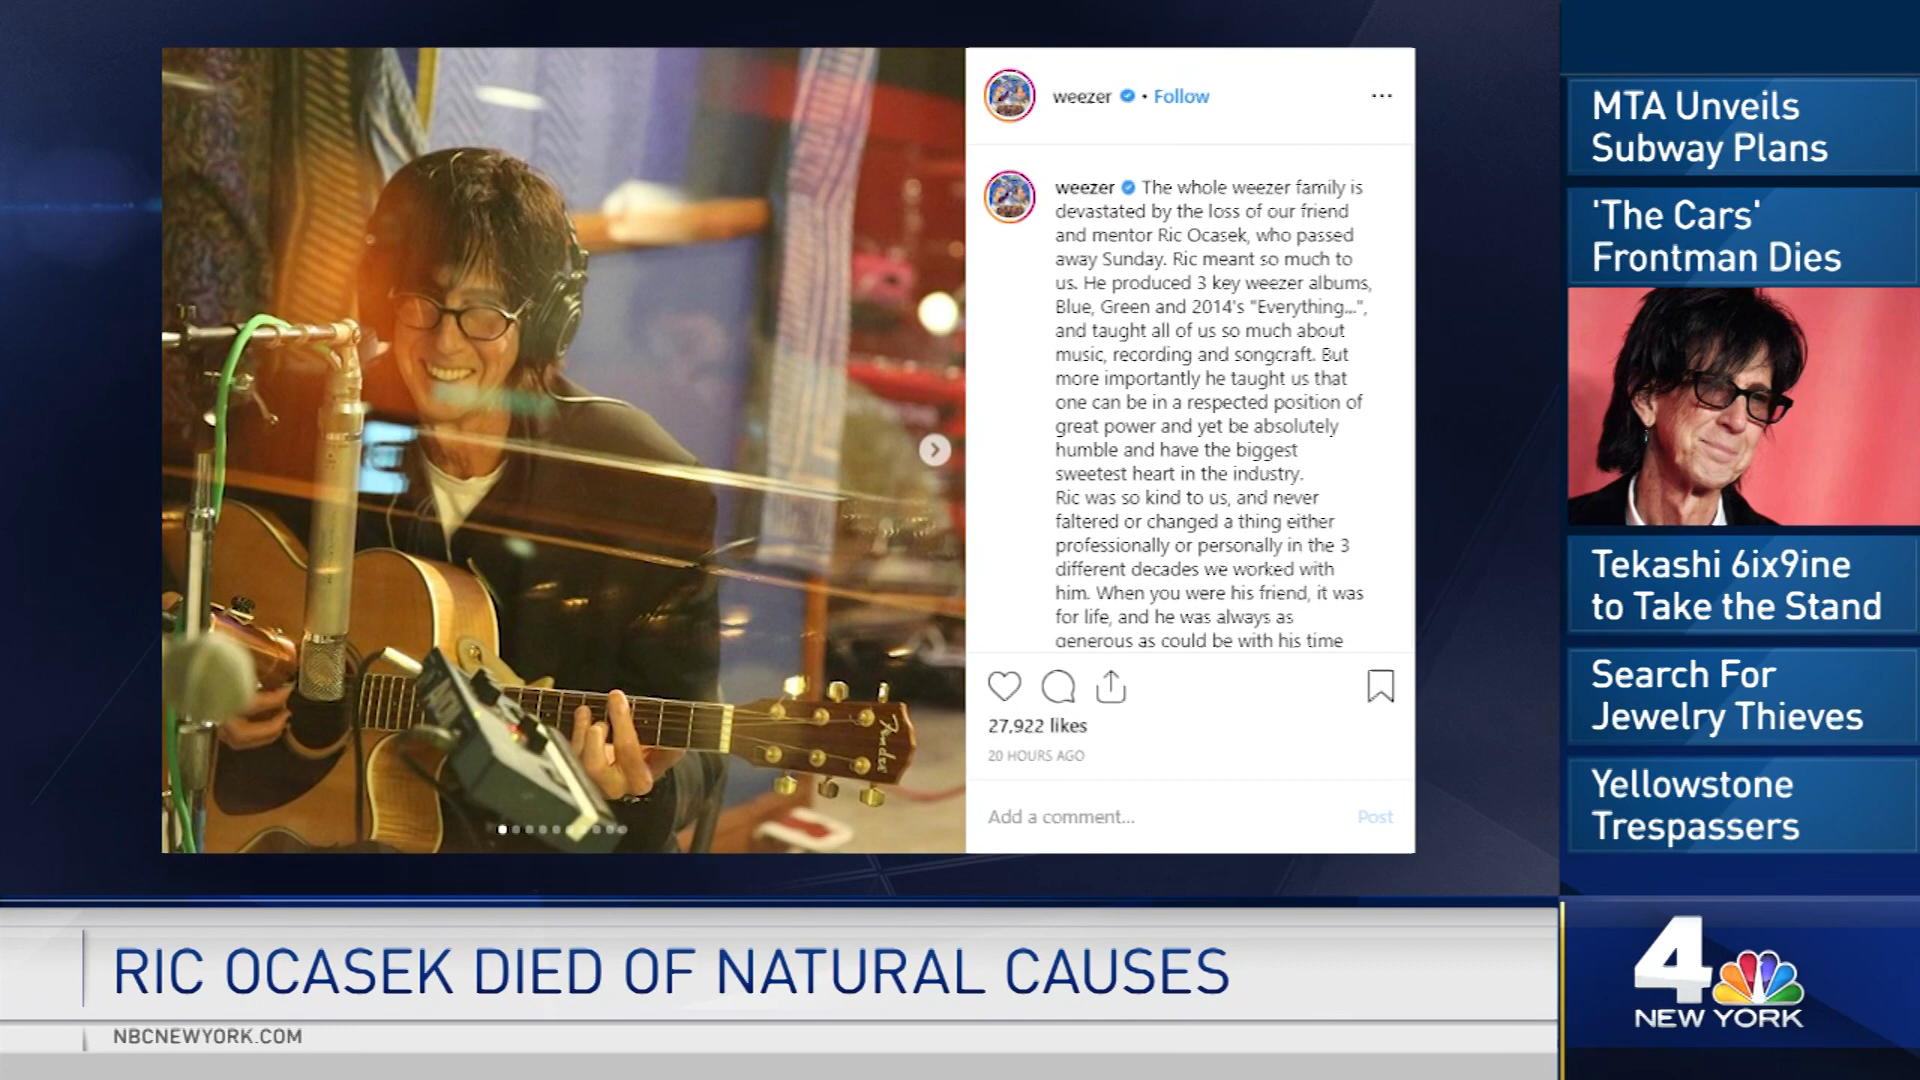 weezer • Follow
weezer The whole weezer family is
devastated by the loss of our friend
and mentor Ric Ocasek, who passed
away Sunday. Ric meant so much to
us. He produced 3 key weezer albums,
Blue, Green and 2014's "Everything...",
and taught all of us so much about
music, recording and songcraft. But
more importantly he taught us that
one can be in a respected position of
great power and yet be absolutely
humble and have the biggest
sweetest heart in the industry.
Ric was so kind to us, and never
faltered or changed a thing either
professionally or personally in the 3
different decades we worked with
him. When you were his friend, it was
for life, and he was always as
generous as could be with his time
27,922 likes
20 HOURS AGO
Add a comment... Post
Fender
MTA Unveils
Subway Plans
'The Cars'
Frontman Dies
Tekashi 6ix9ine
to Take the Stand
Search For
Jewelry Thieves
Yellowstone
Trespassers
RIC OCASEK DIED OF NATURAL CAUSES
NBCNEWYORK.COM
4
NEW YORK